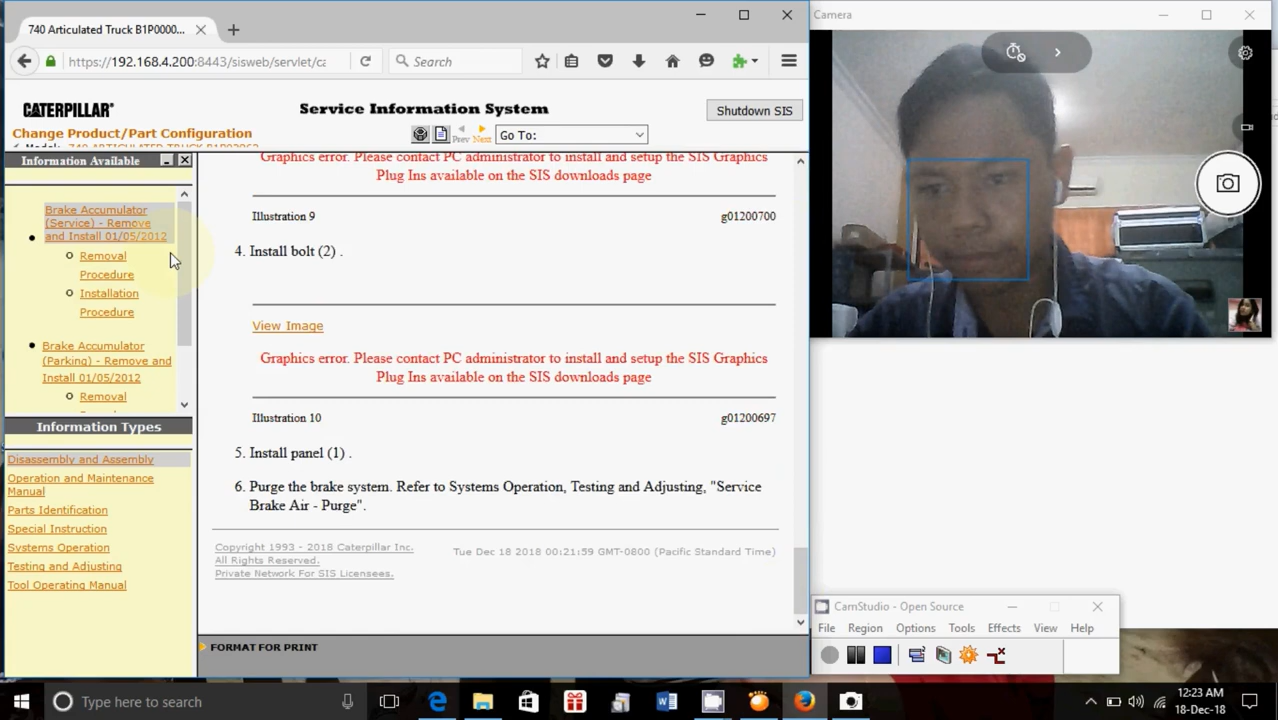 740 Articulated Truck B1P0000...
https://192.168.4.200:8443/sisweb/servlet/ca
Search
CATERPILLAR®
Service Information System
Shutdown SIS
Change Product/Part Configuration
Prev
Next
Go To:
Information Available
Brake Accumulator
(Service) - Remove
and Install 01/05/2012
Removal
Procedure
Installation
Procedure
Brake Accumulator
(Parking) - Remove and
Install 01/05/2012
Removal
Information Types
Disassembly and Assembly
Operation and Maintenance
Manual
Parts Identification
Special Instruction
Systems Operation
Testing and Adjusting
Tool Operating Manual
Graphics error. Please contact PC administrator to install and setup the SIS Graphics
Plug Ins available on the SIS downloads page
Illustration 9 g01200700
4. Install bolt (2) .
View Image
Graphics error. Please contact PC administrator to install and setup the SIS Graphics
Plug Ins available on the SIS downloads page
Illustration 10 g01200697
5. Install panel (1) .
6. Purge the brake system. Refer to Systems Operation, Testing and Adjusting, "Service
Brake Air - Purge".
Copyright 1993 - 2018 Caterpillar Inc.
All Rights Reserved.
Private Network For SIS Licensees.
Tue Dec 18 2018 00:21:59 GMT-0800 (Pacific Standard Time)
FORMAT FOR PRINT
Camera
CamStudio - Open Source
File Region Options Tools Effects View Help
Type here to search
12:23 AM
18-Dec-18